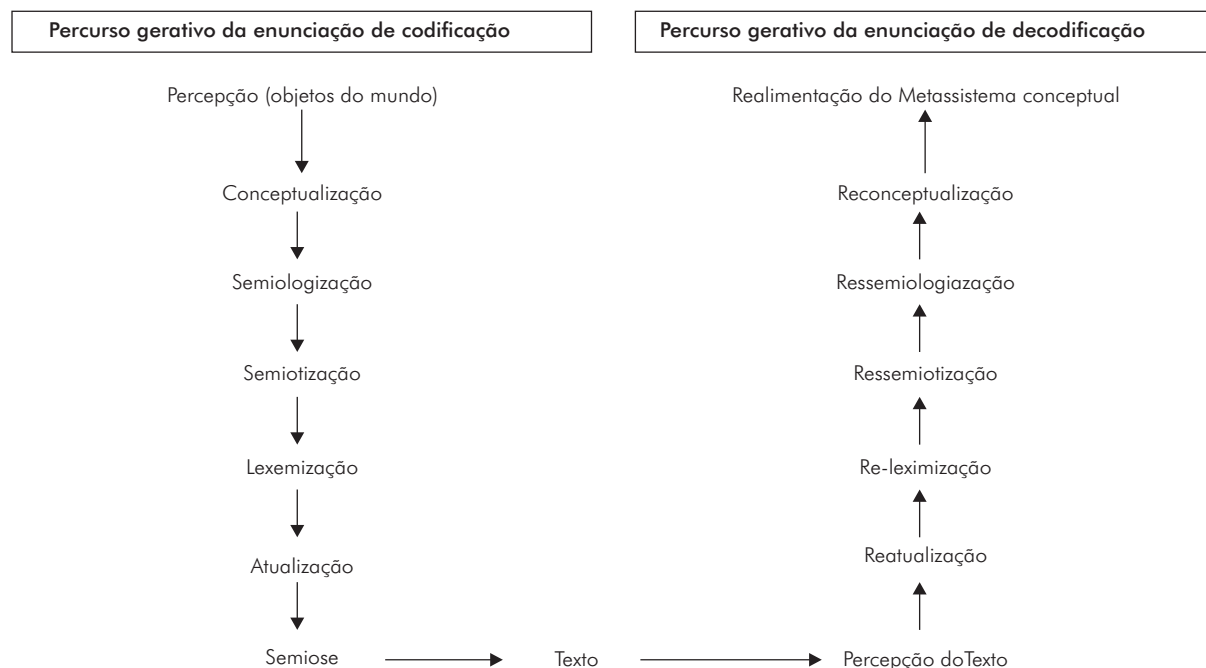 Percurso gerativo da enunciação de codificação
Percepção (objetos do mundo)
Conceptualização
Semiologização
Semiotização
Lexemização
Atualização
Semiose
Texto
Percurso gerativo da enunciação de decodificação
Realimentação do Metassistema conceptual
Reconceptualização
Ressemiologiazação
Ressemiotização
Re-leximização
Reatualização
Percepção doTexto